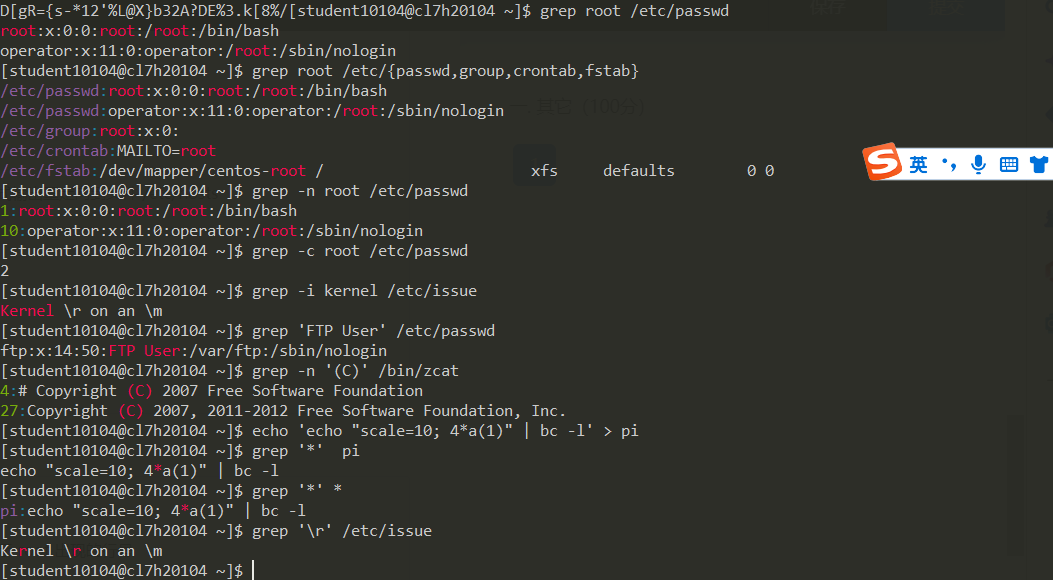 D[gR={s-*12'%L@X}b32A?DE%3.k[8%/[student10104@cl7h20104 ~]$ grep root /etc/passwd
root:x:0:0:root:/root:/bin/bash
operator:x:11:0:operator:/root:/sbin/nologin
[student10104@cl7h20104 ~]$ grep root /etc/{passwd,group,crontab,fstab}
/etc/passwd:root:x:0:0:root:/root:/bin/bash
/etc/passwd:operator:x:11:0:operator:/root:/sbin/nologin
/etc/group:root:x:0:
/etc/crontab:MAILTO=root
/etc/fstab:/dev/mapper/centos-root / xfs defaults 0 0
英
[student10104@cl7h20104 ~]$ grep -n root /etc/passwd
1:root:x:0:0:root:/root:/bin/bash
10:operator:x:11:0:operator:/root:/sbin/nologin
[student10104@cl7h20104 ~]$ grep -c root /etc/passwd
2
[student10104@cl7h20104 ~]$ grep -i kernel /etc/issue
Kernel \r on an \m
[student10104@cl7h20104 ~]$ grep 'FTP User' /etc/passwd
ftp:x:14:50:FTP User:/var/ftp:/sbin/nologin
[student10104@cl7h20104 ~]$ grep -n '(C)' /bin/zcat
4:# Copyright (C) 2007 Free Software Foundation
27:Copyright (C) 2007, 2011-2012 Free Software Foundation, Inc.
[student10104@cl7h20104 ~]$ echo 'echo "scale=10; 4*a(1)" | bc -l' > pi
[student10104@cl7h20104 ~]$ grep '*'  pi
echo "scale=10; 4*a(1)" | bc -l
[student10104@cl7h20104 ~]$ grep '*' *
pi:echo "scale=10; 4*a(1)" | bc -l
[student10104@cl7h20104 ~]$ grep '\r' /etc/issue
Kernel \r on an \m
[student10104@cl7h20104 ~]$